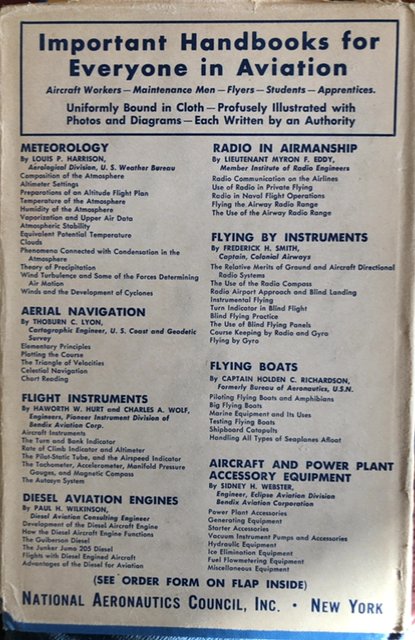 Important Handbooks for
Everyone in Aviation
Aircraft Workers — Maintenance Men — Flyers — Students — Apprentices.
Uniformly Bound in Cloth — Profusely Illustrated with
Photos and Diagrams — Each Written by an Authority
METEOROLOGY
By LOUIS P. HARRISON,
Aerological Division, U. S. Weather Bureau
Composition of the Atmosphere
Altimeter Settings
Preparations of an Altitude Flight Plan
Temperature of the Atmosphere
Humidity of the Atmosphere
Vaporization and Upper Air Data
Atmospheric Stability
Equivalent Potential Temperature
Clouds
Phenomena Connected with Condensation in the
Atmosphere
Theory of Precipitation
Wind Turbulence and Some of the Forces Determining
Air Motion
Winds and the Development of Cyclones
AERIAL NAVIGATION
By THOBURN C. LYON,
Cartographic Engineer, U. S. Coast and Geodetic
Survey
Elementary Principles
Plotting the Course
The Triangle of Velocities
Celestial Navigation
Chart Reading
FLIGHT INSTRUMENTS
By HAWORTH W. HURT and CHARLES A. WOLF,
Engineers, Pioneer Instrument Division of
Bendix Aviation Corp.
Aircraft Instruments
The Turn and Bank Indicator
Rate of Climb Indicator and Altimeter
The Pilot-Static Tube, and the Airspeed Indicator
The Tachometer, Accelerometer, Manifold Pressure
Gauges, and Magnetic Compass
The Autosyn System
DIESEL AVIATION ENGINES
By PAUL H. WILKINSON,
Diesel Aviation Consulting Engineer
Development of the Diesel Aircraft Engine
How the Diesel Aircraft Engine Functions
The Guiberson Diesel
The Junker Jumo 205 Diesel
Flights with Diesel Engined Aircraft
Advantages of the Diesel for Aviation
RADIO IN AIRMANSHIP
By LIEUTENANT MYRON F. EDDY,
Member Institute of Radio Engineers
Radio Communication on the Airlines
Use of Radio in Private Flying
Radio in Naval Flight Operations
Flying the Airway Radio Range
The Use of the Airway Radio Range
FLYING BY INSTRUMENTS
By FREDERICK H. SMITH,
Captain, Colonial Airways
The Relative Merits of Ground and Aircraft Directional
Radio Systems
The Use of the Radio Compass
Radio Airport Approach and Blind Landing
Instrumental Flying
Turn Indicator in Blind Flight
Blind Flying Practice
The Use of Blind Flying Panels
Course Keeping by Radio and Gyro
Flying by Gyro
FLYING BOATS
By CAPTAIN HOLDEN C. RICHARDSON,
Formerly Bureau of Aeronautics, U.S.N.
Piloting Flying Boats and Amphibians
Big Flying Boats
Marine Equipment and Its Uses
Testing Flying Boats
Shipboard Catapults
Handling All Types of Seaplanes Afloat
AIRCRAFT AND POWER PLANT
ACCESSORY EQUIPMENT
By SIDNEY H. WEBSTER,
Engineer, Eclipse Aviation Division
Bendix Aviation Corporation
Power Plant Accessories
Generating Equipment
Starter Accessories
Vacuum Instrument Pumps and Accessories
Hydraulic Equipment
Ice Elimination Equipment
Fuel Flowmetering Equipment
Miscellaneous Equipment
(SEE ORDER FORM ON FLAP INSIDE)
NATIONAL AERONAUTICS COUNCIL, INC. • NEW YORK